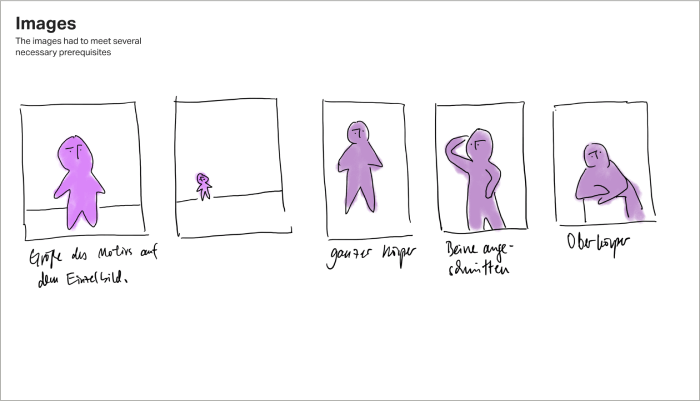 Images
The images had to meet several
necessary prerequisites
Größe des Motivs auf
dem Einzelbild.
ganzer Körper
Beine ange-
schnitten
Oberkörper